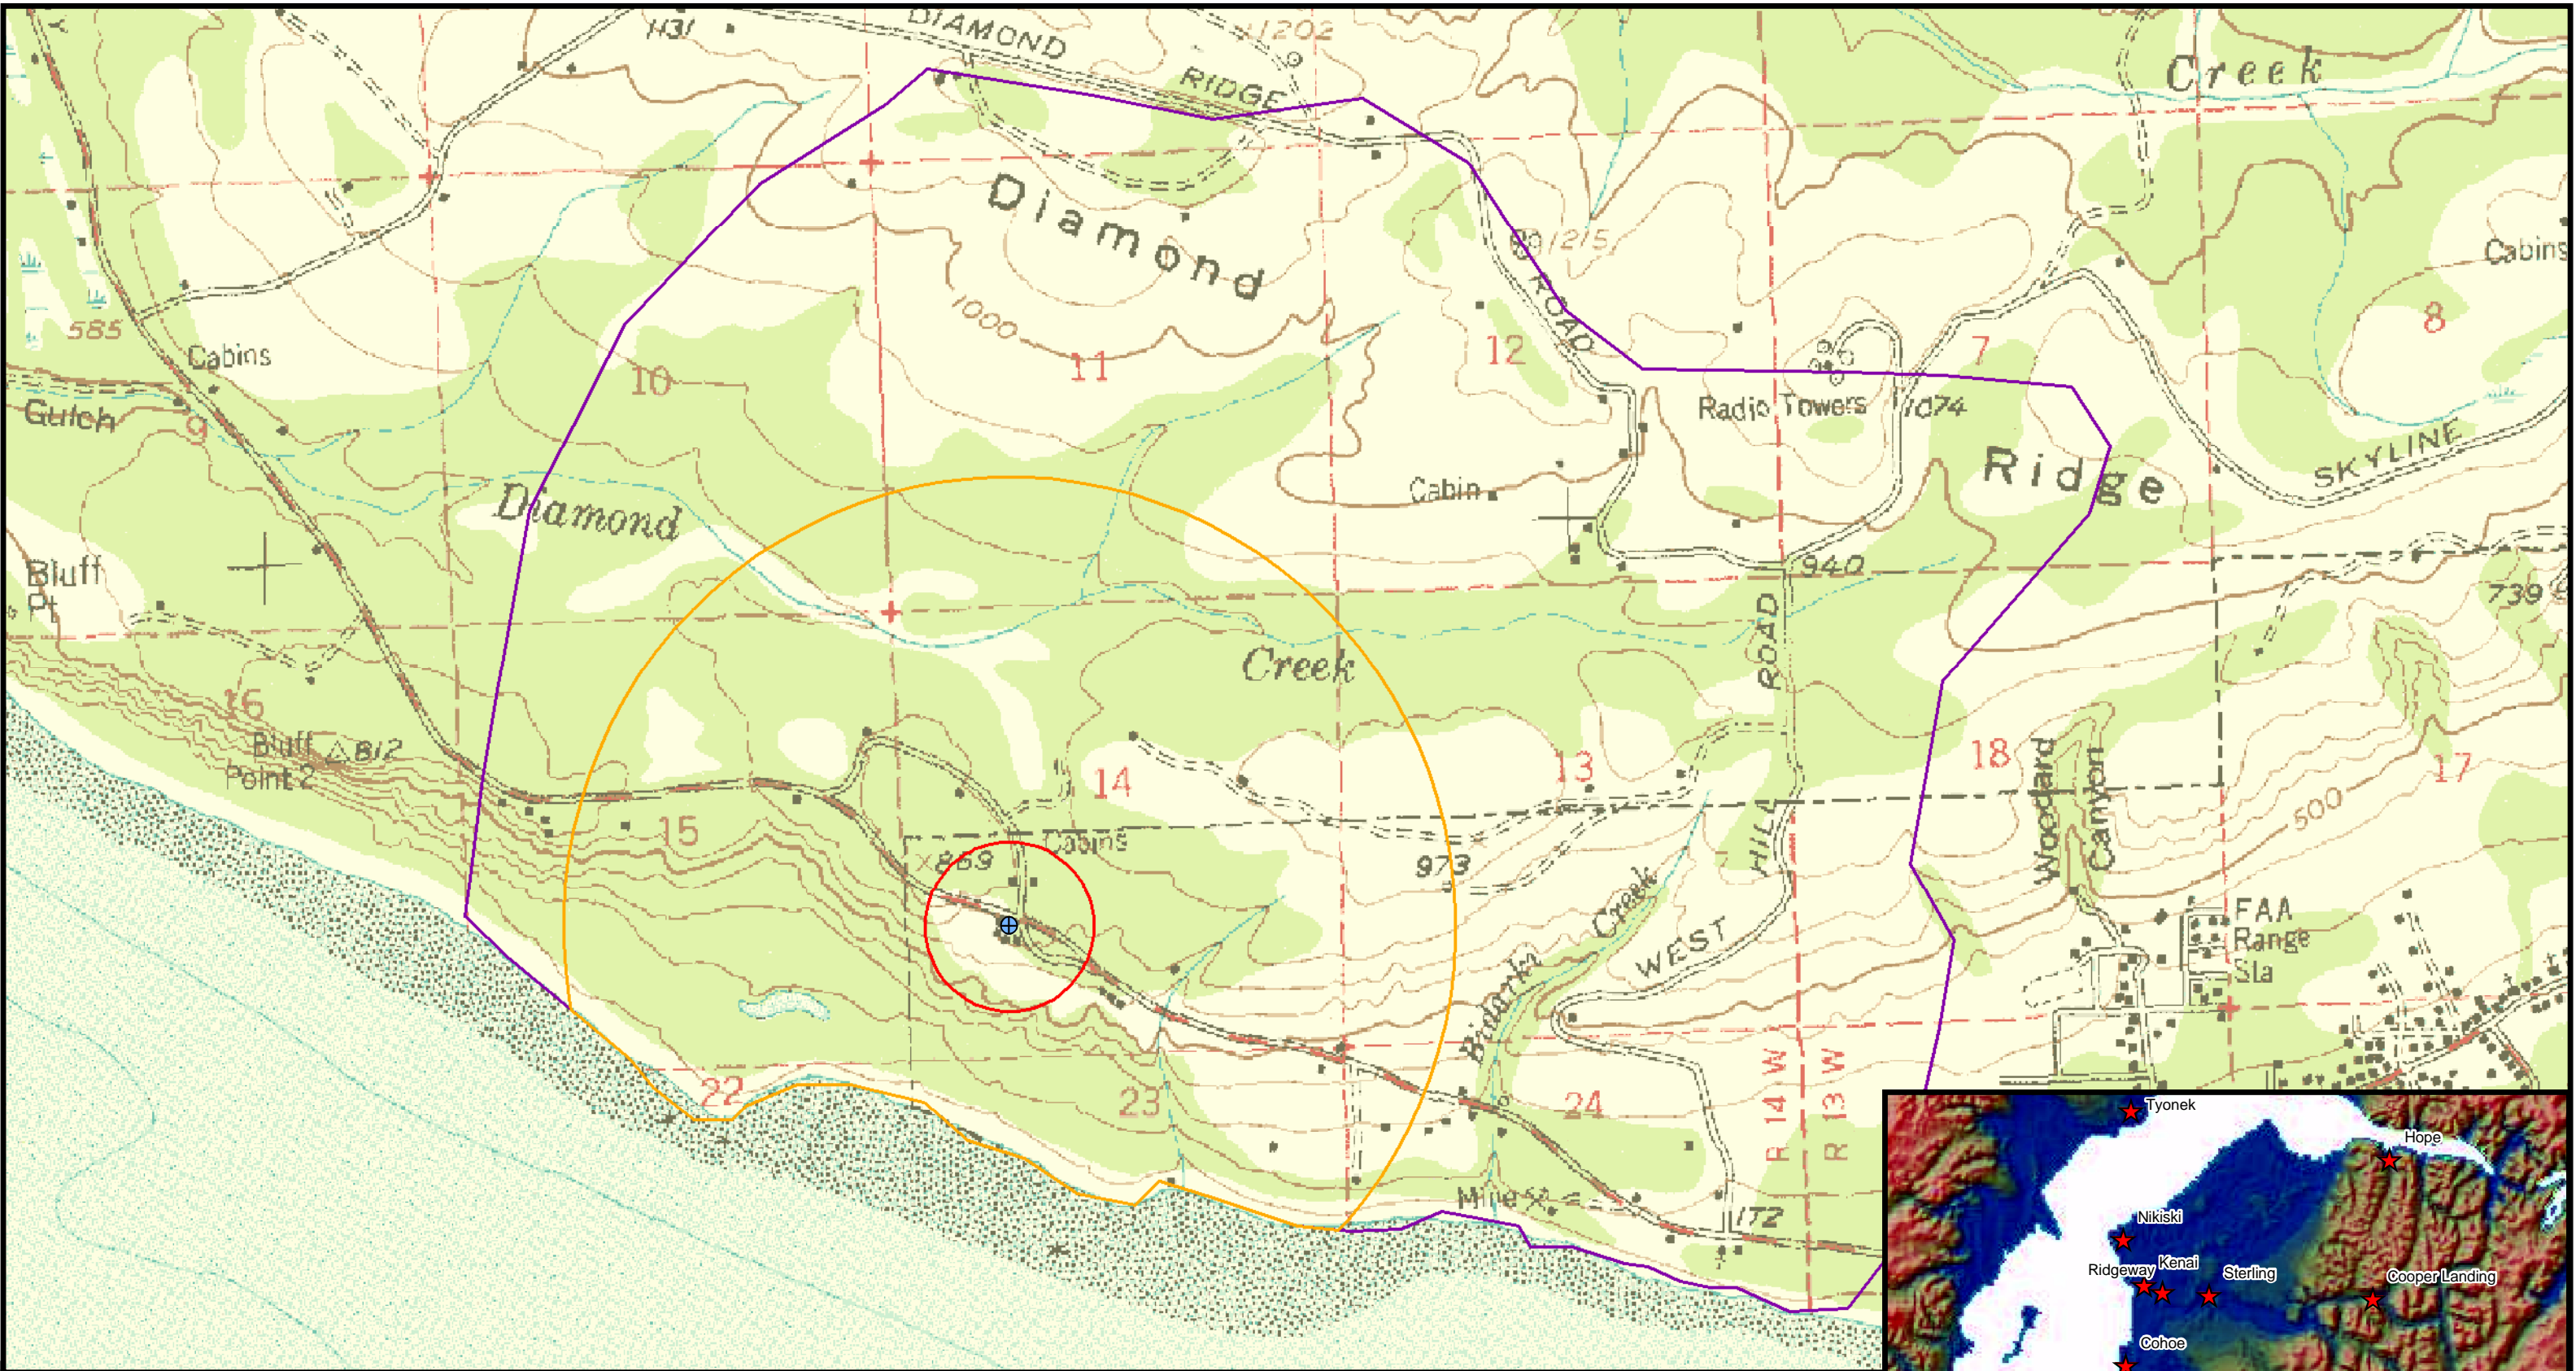 1131
DIAMOND
1202
RIDGE
Creek
Diamond
1215
ROAD
Cabins
585
Cabins
8
12
7
10
11
1000
Gulch
9
Radio Towers
1074
SKYLINE
Ridge
Cabin
Diamond
940
Bluff
Pt
739
ROAD
Creek
16
Bluff
Point 2
812
14
13
18
Woodard
Canyon
17
500
15
HILL
Cabins
869
973
Creek
WEST
FAA
Range
Sta
Bidarki
22
23
24
R 14 W
R 13 W
Mine
172
Tyonek
Hope
Nikiski
Ridgeway
Kenai
Sterling
Cooper Landing
Cohoe